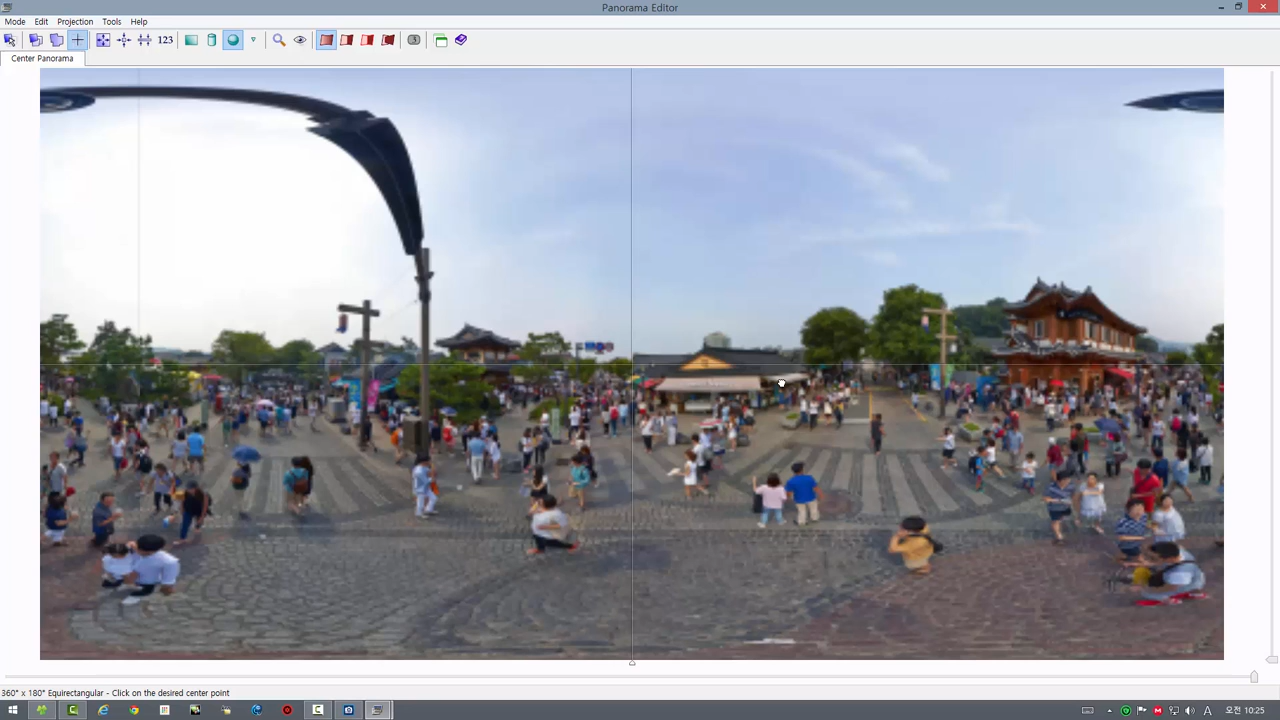 Panorama Editor
Mode Edit Projection Tools Help
123
3
Center Panorama
360° x 180° Equirectangular - Click on the desired center point
A 오전 10:25